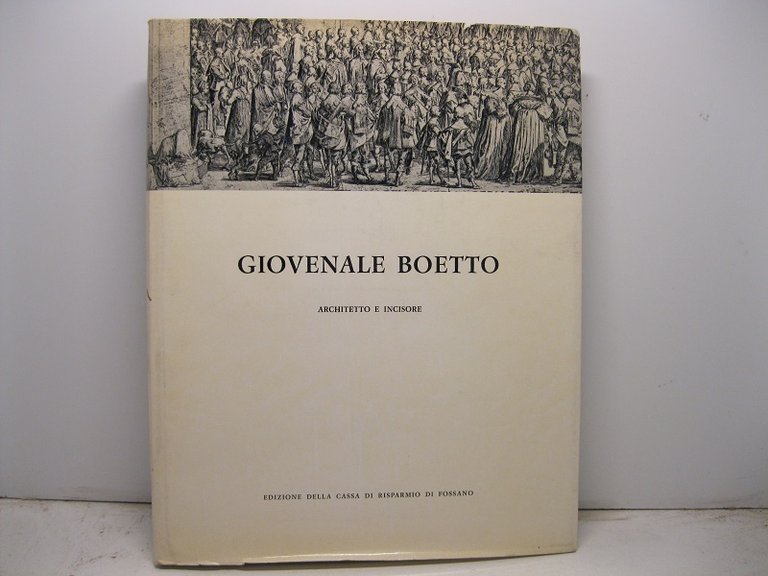 GIOVENALE BOETTO
ARCHITETTO E INCISORE
EDIZIONE DELLA CASSA DI RISPARMIO DI FOSSANO